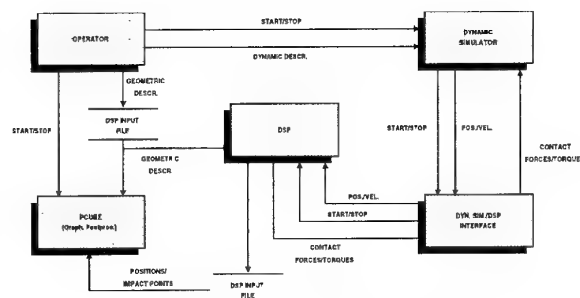 START/STOP
OPERATOR
DYNAMIC
SIMULATOR
DYNAMIC DESCR.
GEOMETRIC
DESCR.
DSP INPUT
FILE
START/STOP
DSP
GEOMETRIC
DESCR.
START/STOP
POS./VEL.
CONTACT
FORCES/TORQUE
PCUBE
(Graph. Postproc.)
POS./VEL.
START/STOP
DYN. SIM./DSP
INTERFACE
CONTACT
FORCES/TORQUES
POSITIONS/
IMPACT POINTS
DSP INPUT
FILE